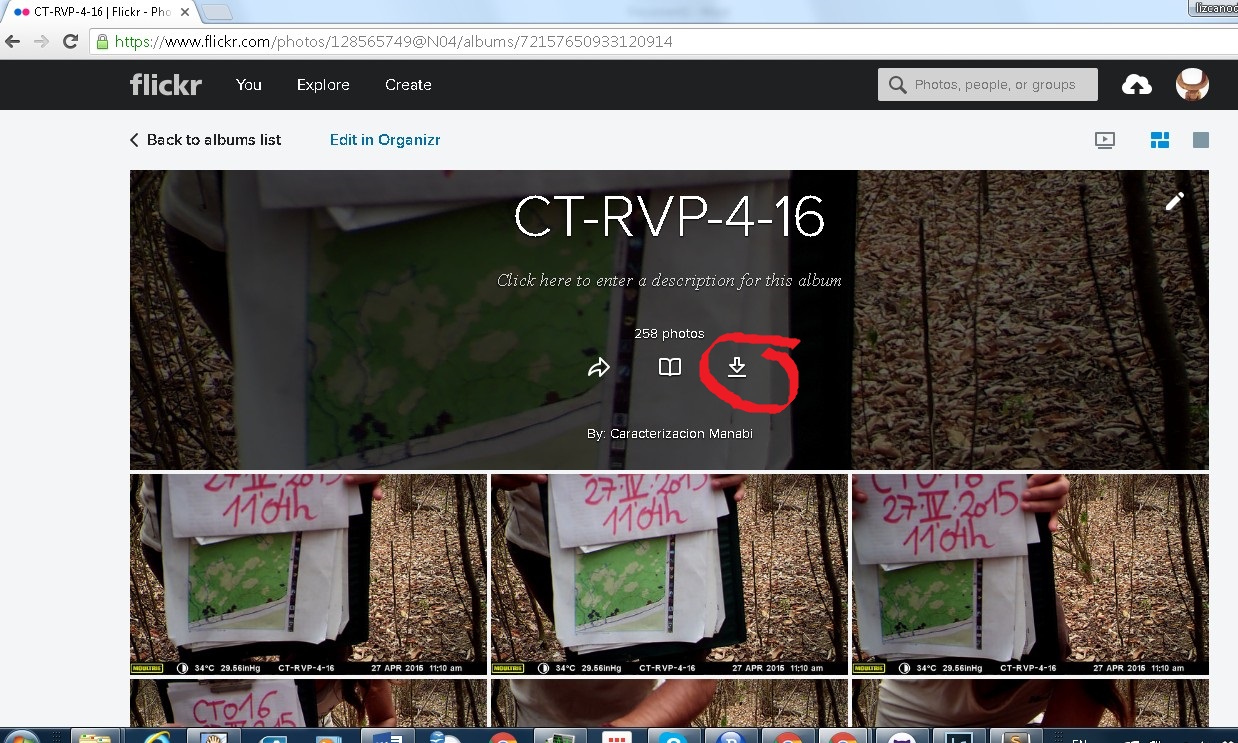 CT-RVP-4-16 | Flickr - Pho
lizcanod
https://www.flickr.com/photos/128565749@N04/albums/72157650933120914
flickr You Explore Create
Photos, people, or groups
Back to albums list Edit in Organizr
CT-RVP-4-16
Click here to enter a description for this album
258 photos
By: Caracterizacion Manabi
27·IV·2015
11:04h
MOULTRIE 34°C 29.56inHg CT-RVP-4-16 27 APR 2015 11:10 am
27·IV·2015
11:04h
MOULTRIE 34°C 29.56inHg CT-RVP-4-16 27 APR 2015 11:10 am
CT016
27·IV·2015
11:04h
MOULTRIE 34°C 29.56inHg CT-RVP-4-16 27 APR 2015 11:10 am
CT016
EN